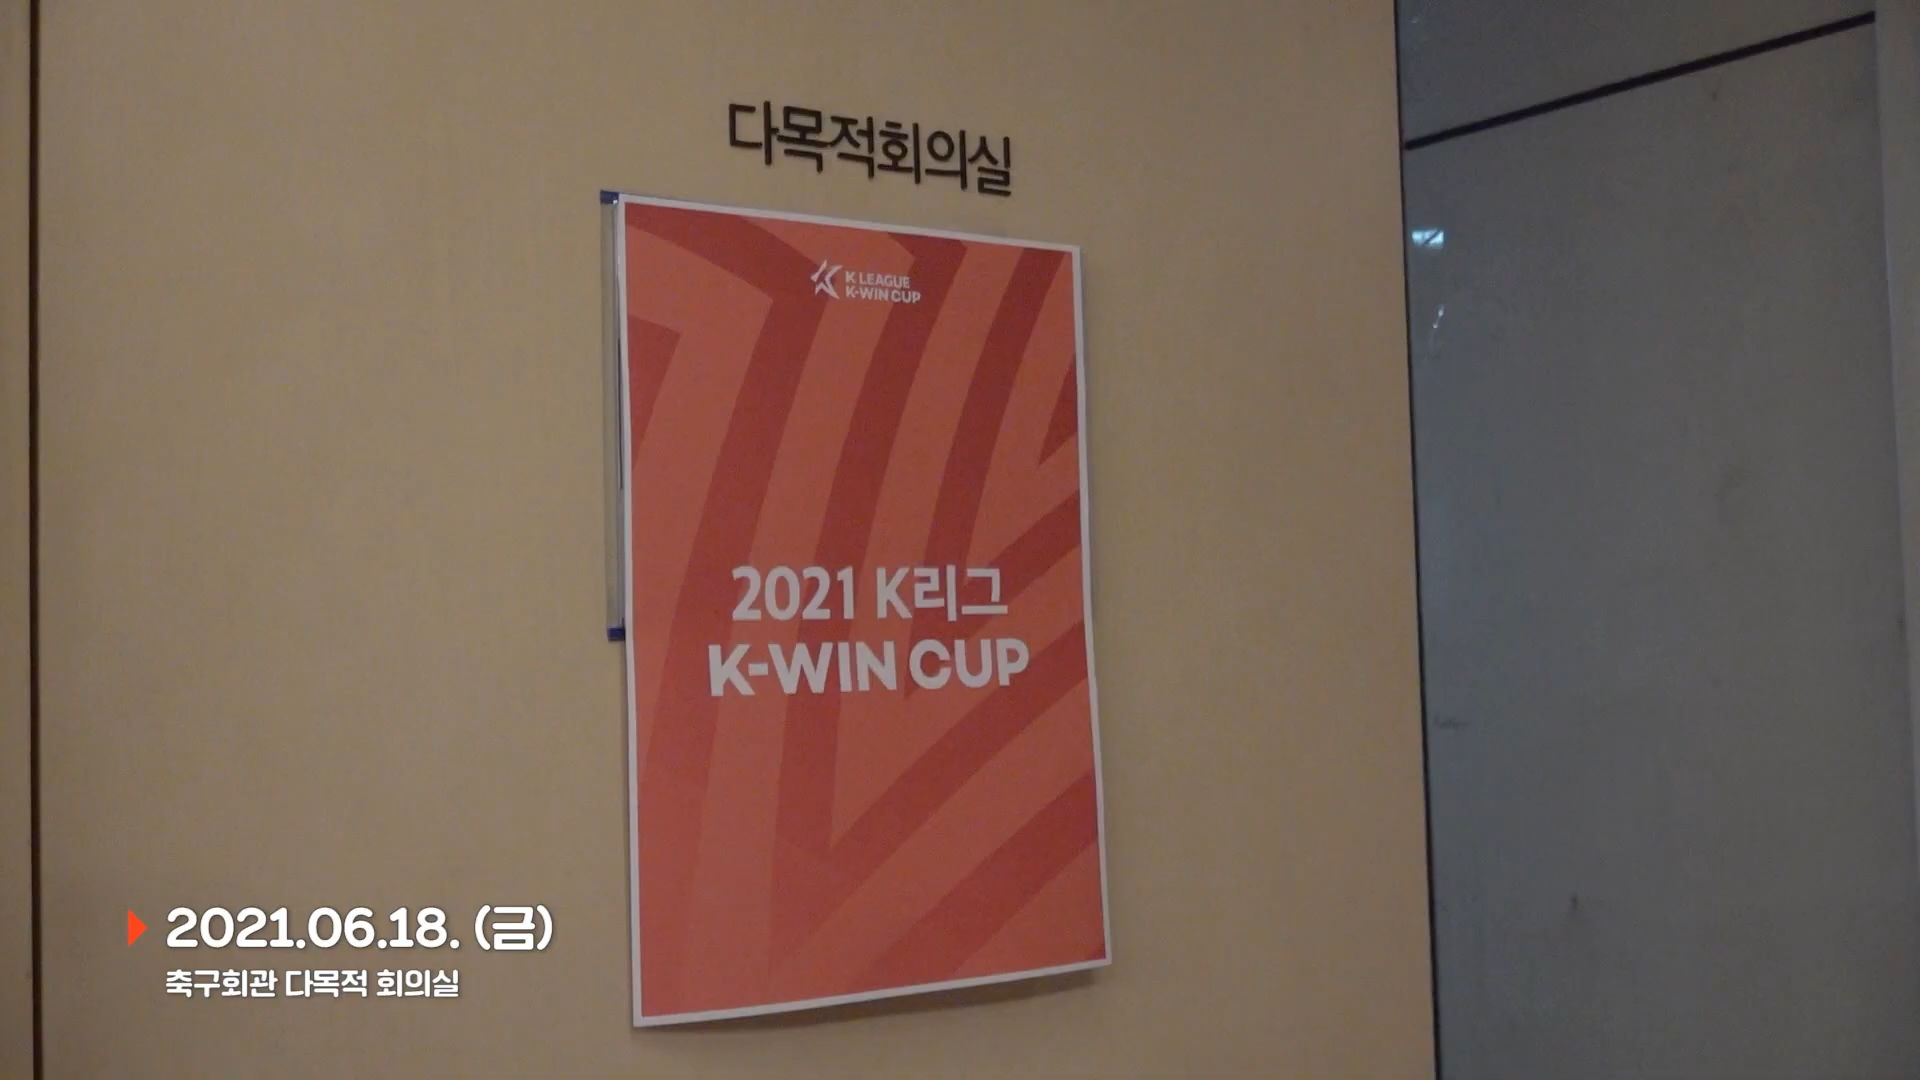 다목적회의실
K LEAGUE
K-WIN CUP
2021 K리그
K-WIN CUP
2021.06.18. (금)
축구회관 다목적 회의실